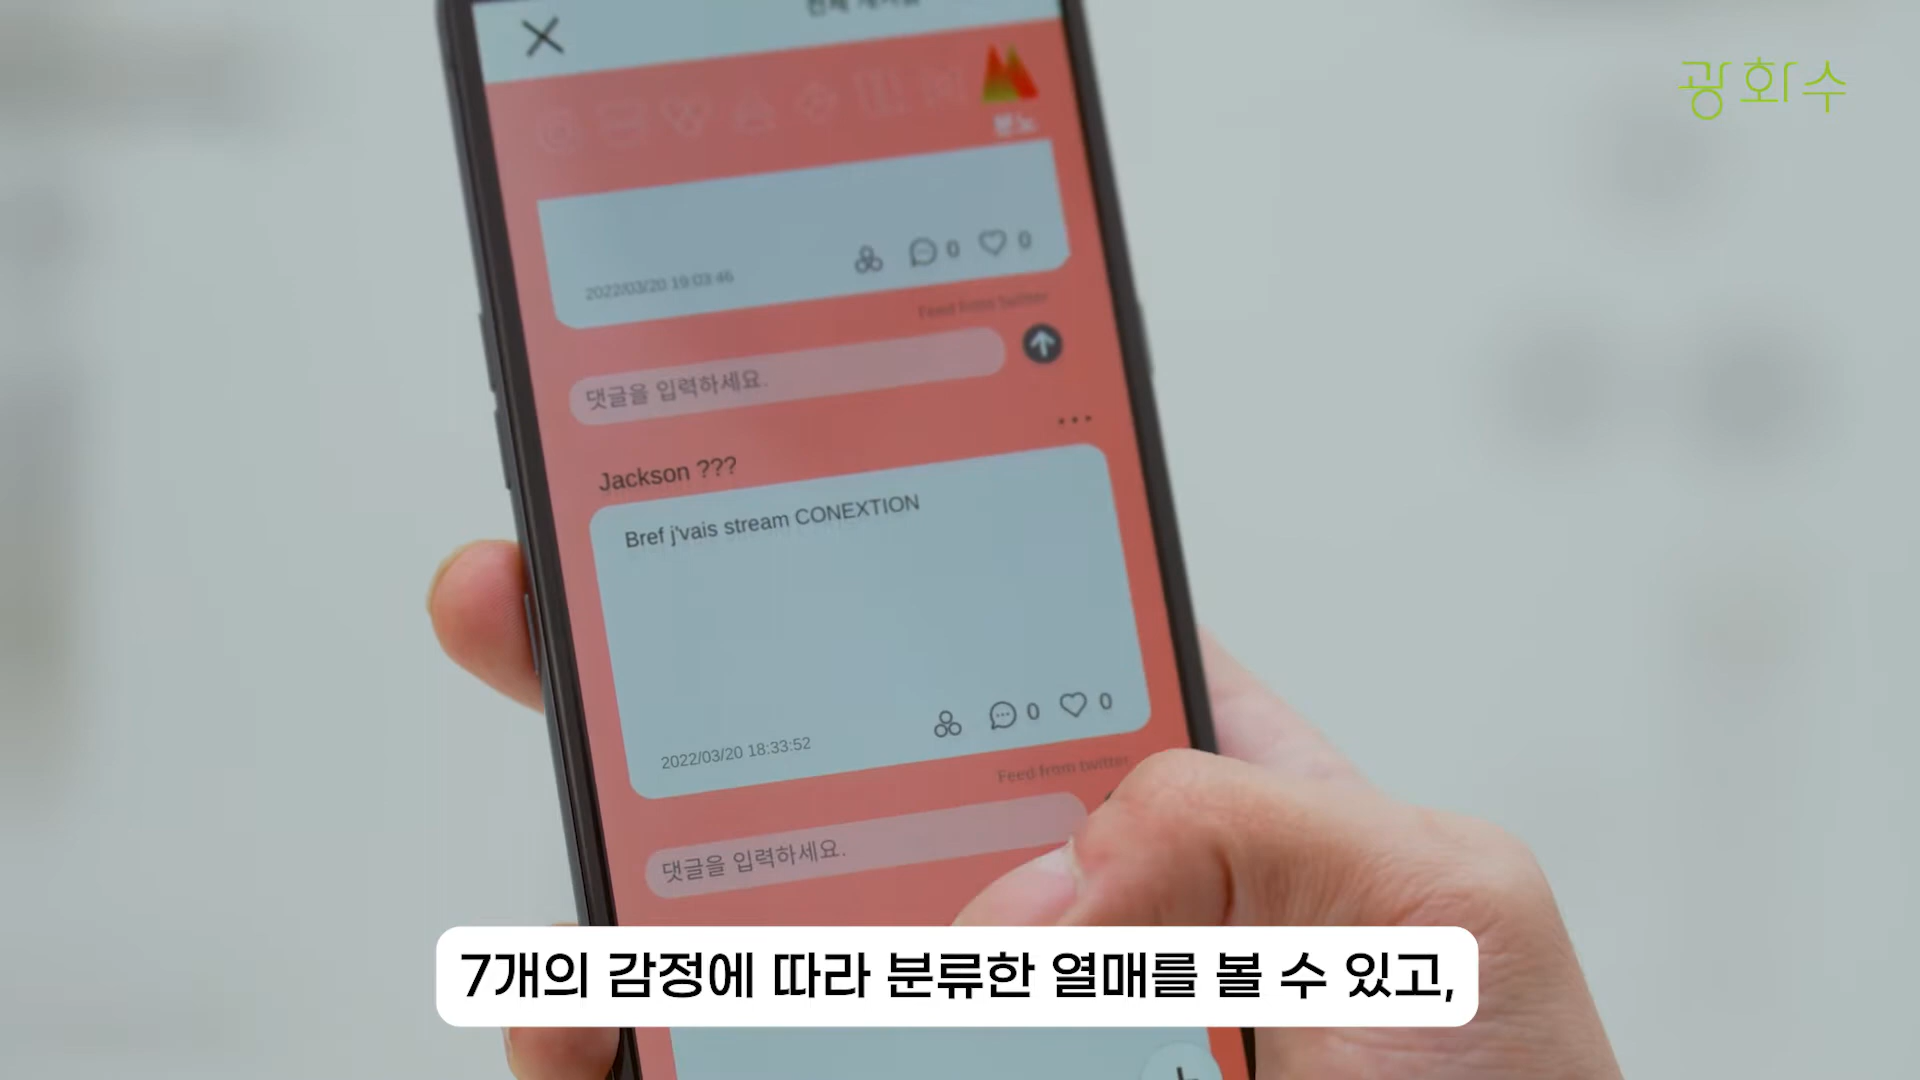 광화수
분노
2022/03/20 19:03:46
0
0
Feed from twitter
댓글을 입력하세요.
Jackson ???
Bref j'vais stream CONEXTION
2022/03/20 18:33:52
0
0
Feed from twitter
댓글을 입력하세요.
7개의 감정에 따라 분류한 열매를 볼 수 있고,